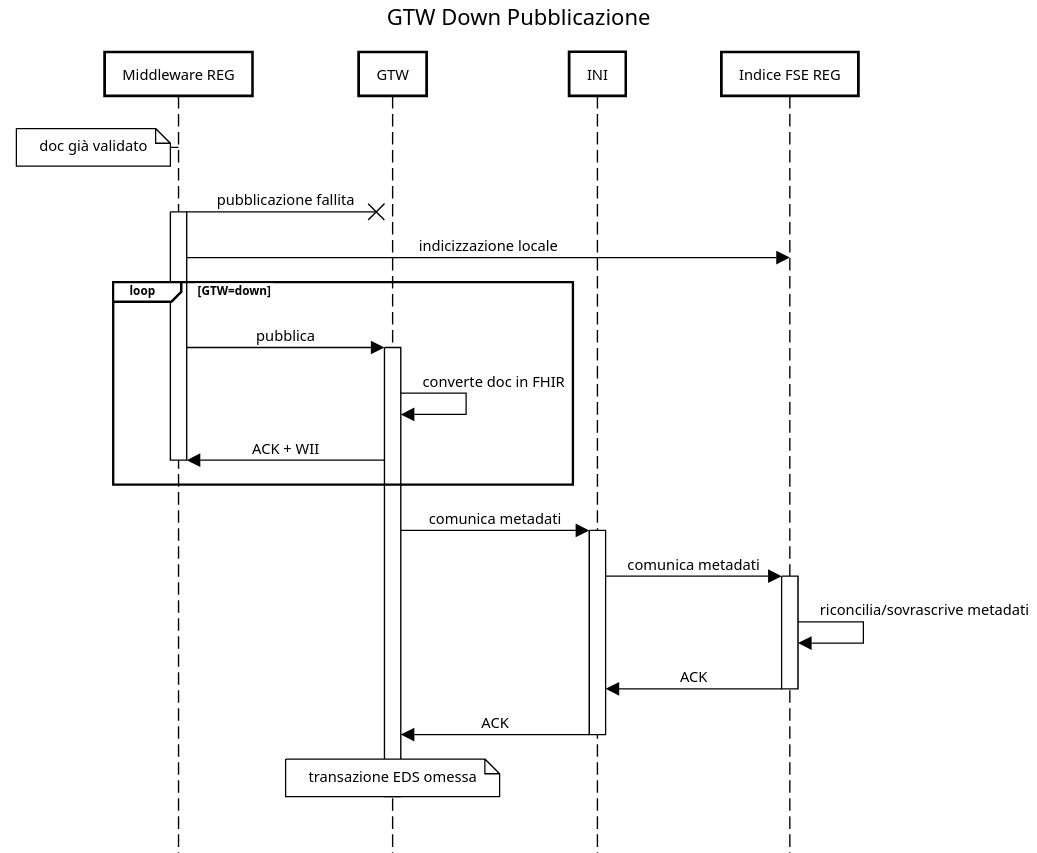 GTW Down Pubblicazione
Middleware REG
GTW
INI
Indice FSE REG
doc già validato
pubblicazione fallita
indicizzazione locale
loop
[GTW=down]
pubblica
converte doc in FHIR
ACK + WII
comunica metadati
comunica metadati
riconcilia/sovrascrive metadati
ACK
ACK
transazione EDS omessa